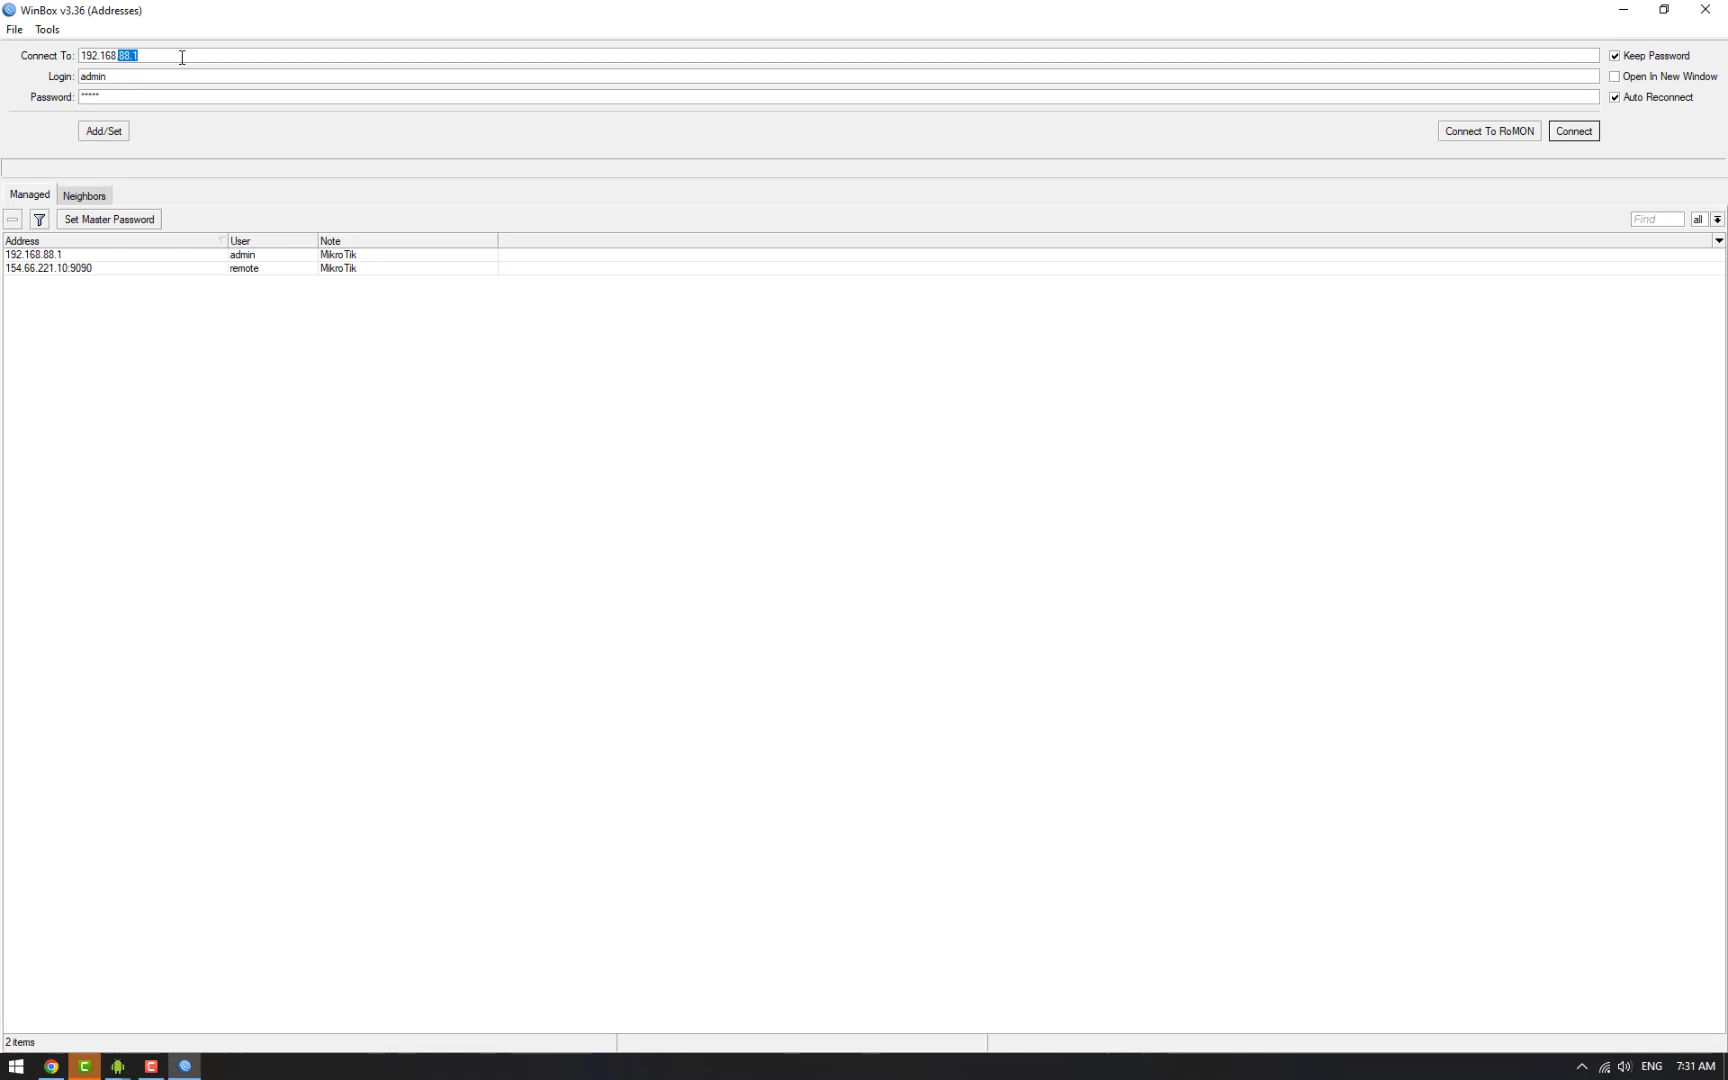 WinBox v3.36 (Addresses)
File Tools
Connect To: 192.168.88.1
Keep Password
Login: admin
Open In New Window
Password: *****
Auto Reconnect
Add/Set
Connect To RoMON
Connect
Managed Neighbors
Set Master Password
Find
all
Address User Note
192.168.88.1 admin MikroTik
154.66.221.10:9090 remote MikroTik
2 items
ENG 7:31 AM